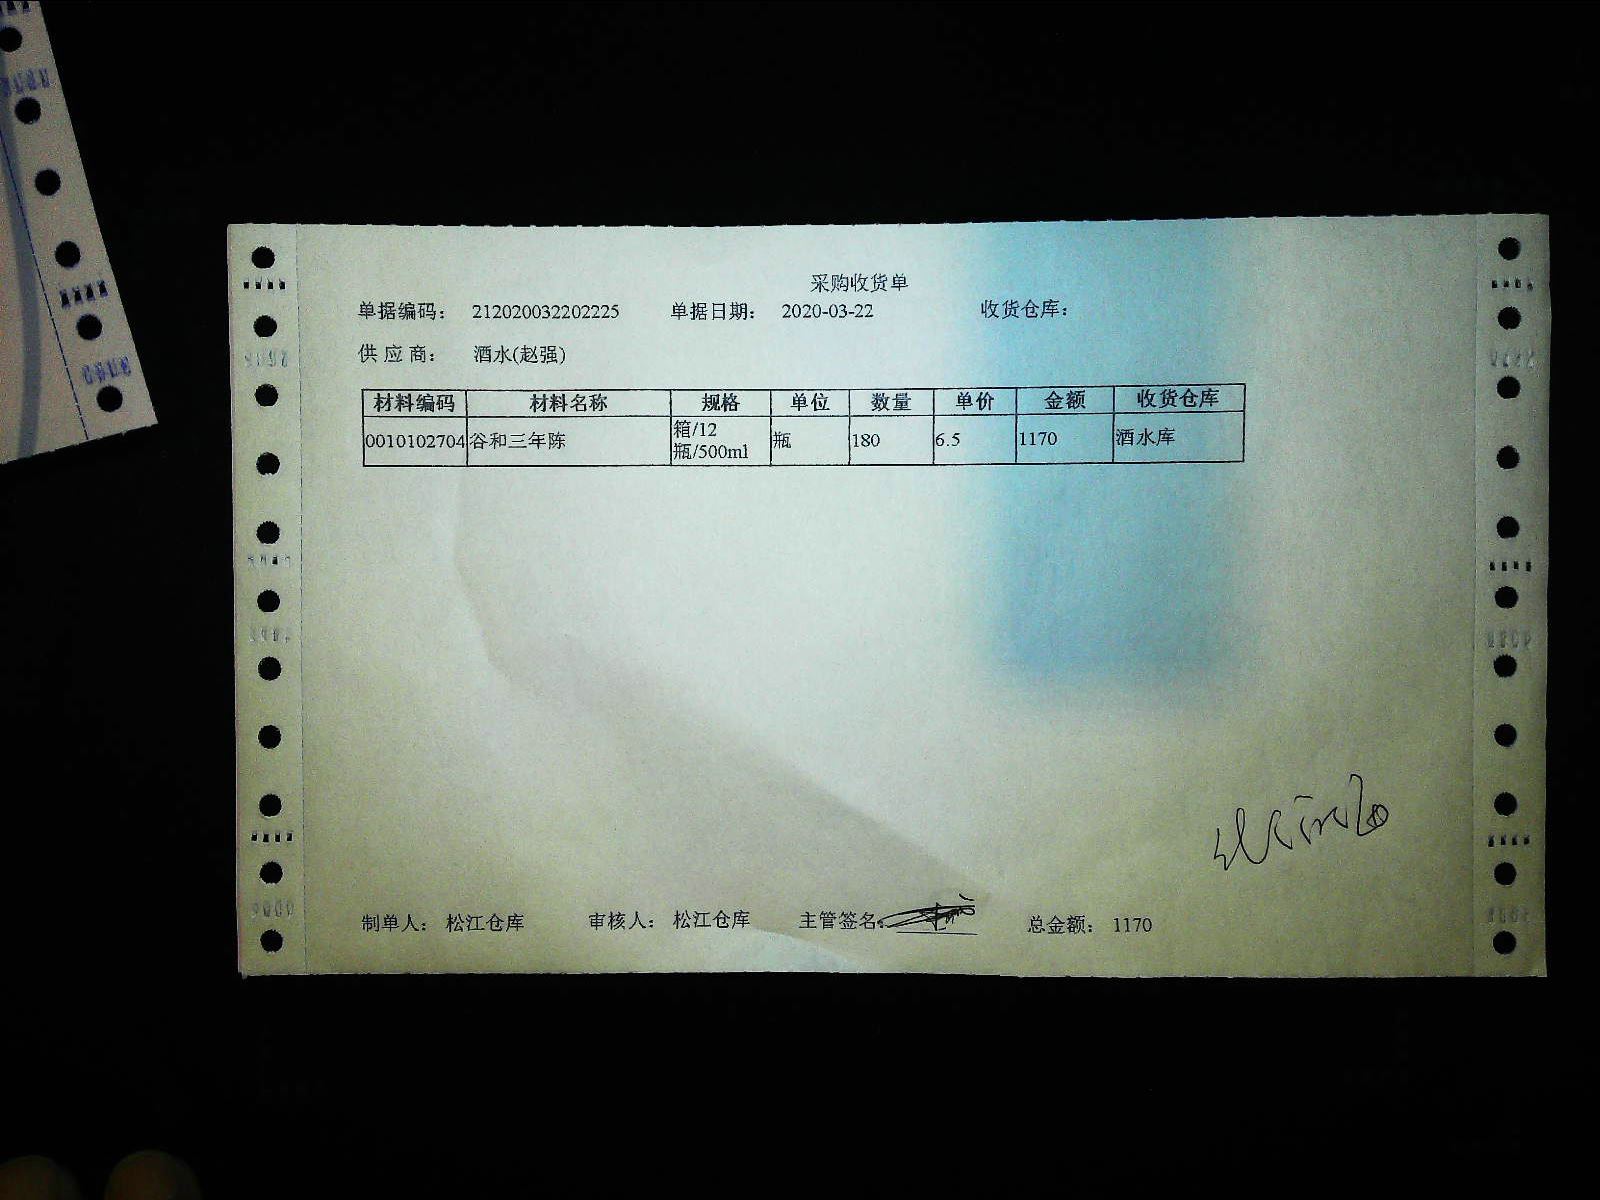 采购收货单
单据编码： 212020032202225 单据日期： 2020-03-22 收货仓库：
供 应 商： 酒水(赵强)
材料编码 材料名称 规格 单位 数量 单价 金额 收货仓库
0010102704 谷和三年陈 箱/12瓶/500ml 瓶 180 6.5 1170 酒水库
制单人： 松江仓库 审核人： 松江仓库 主管签名： 总金额： 1170